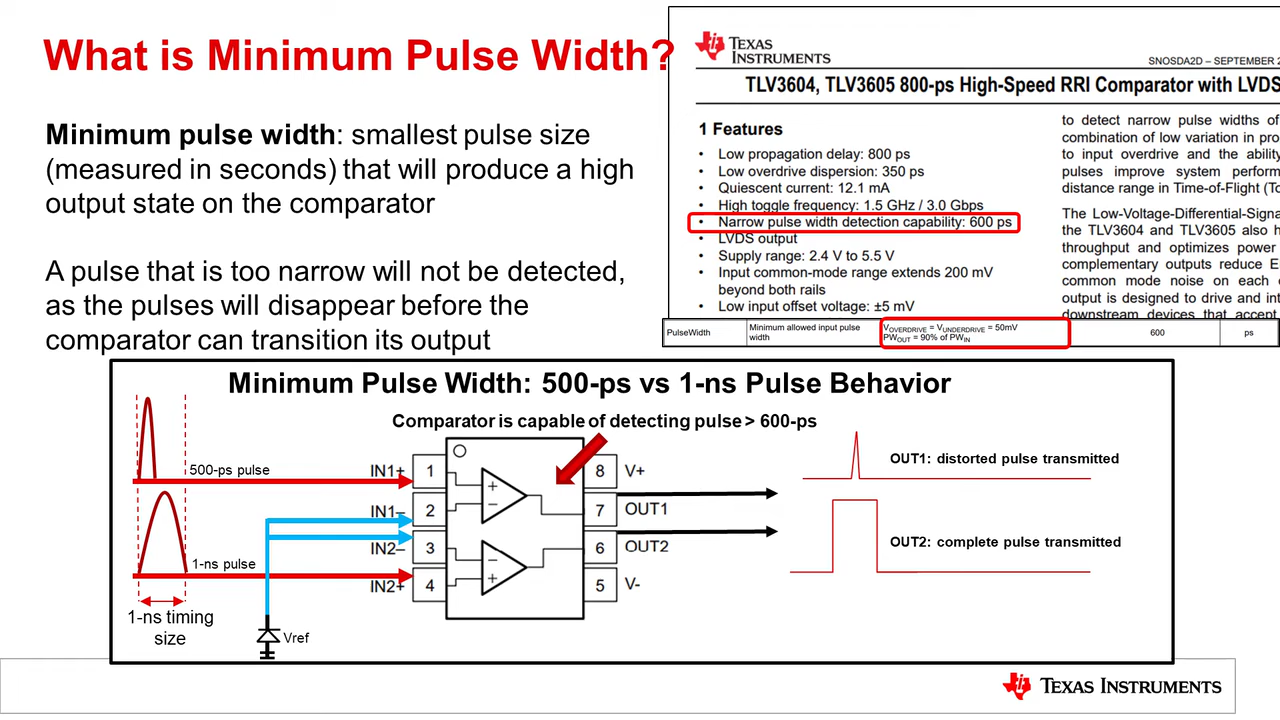 What is Minimum Pulse Width?
Minimum pulse width: smallest pulse size
(measured in seconds) that will produce a high
output state on the comparator
A pulse that is too narrow will not be detected,
as the pulses will disappear before the
comparator can transition its output
TEXAS
INSTRUMENTS
SNOSDA2D – SEPTEMBER 2
TLV3604, TLV3605 800-ps High-Speed RRI Comparator with LVDS
1 Features
• Low propagation delay: 800 ps
• Low overdrive dispersion: 350 ps
• Quiescent current: 12.1 mA
• High toggle frequency: 1.5 GHz / 3.0 Gbps
• Narrow pulse width detection capability: 600 ps
• LVDS output
• Supply range: 2.4 V to 5.5 V
• Input common-mode range extends 200 mV
beyond both rails
• Low input offset voltage: ±5 mV
to detect narrow pulse widths of
combination of low variation in pro
to input overdrive and the ability
pulses improve system perform
distance range in Time-of-Flight (To
The Low-Voltage-Differential-Signa
the TLV3604 and TLV3605 also h
throughput and optimizes power
complementary outputs reduce E
common mode noise on each
output is designed to drive and int
downstream devices that accept
PulseWidth
Minimum allowed input pulse
width
VOVERDRIVE = VUNDERDRIVE = 50mV
PWOUT = 90% of PWIN
600
ps
Minimum Pulse Width: 500-ps vs 1-ns Pulse Behavior
Comparator is capable of detecting pulse > 600-ps
500-ps pulse
1-ns pulse
1-ns timing
size
Vref
IN1+ 1
IN1– 2
IN2– 3
IN2+ 4
+
–
–
+
8 V+
7 OUT1
6 OUT2
5 V-
OUT1: distorted pulse transmitted
OUT2: complete pulse transmitted
TEXAS INSTRUMENTS